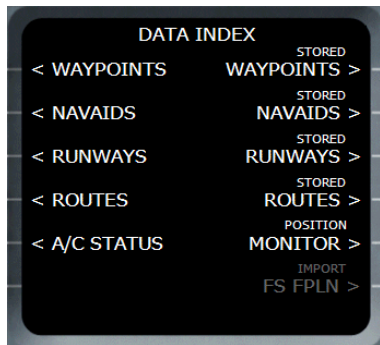 DATA INDEX
STORED
< WAYPOINTS WAYPOINTS >
STORED
< NAVAIDS NAVAIDS >
STORED
< RUNWAYS RUNWAYS >
STORED
< ROUTES ROUTES >
POSITION
< A/C STATUS MONITOR >
IMPORT
FS FPLN >